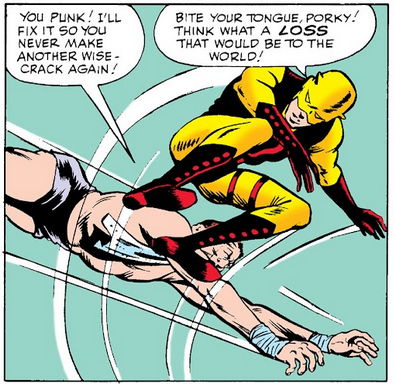 YOU PUNK! I'LL
FIX IT SO YOU
NEVER MAKE
ANOTHER WISE-
CRACK AGAIN!
BITE YOUR TONGUE, PORKY!
THINK WHAT A LOSS
THAT WOULD BE TO THE
WORLD!